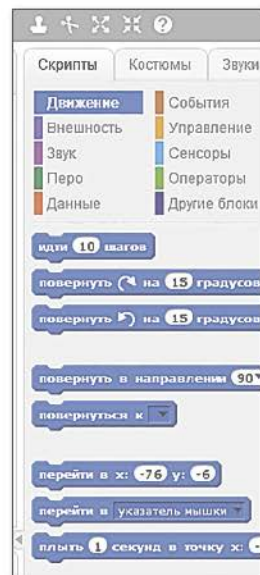 Скрипты Костюмы Звуки
Движение События
Внешность Управление
Звук Сенсоры
Перо Операторы
Данные Другие блоки
идти 10 шагов
повернуть на 15 градусов
повернуть на 15 градусов
повернуть в направлении 90
повернуться к
перейти в x: -76 y: -6
перейти в указатель мышки
плыть 1 секунд в точку x: -